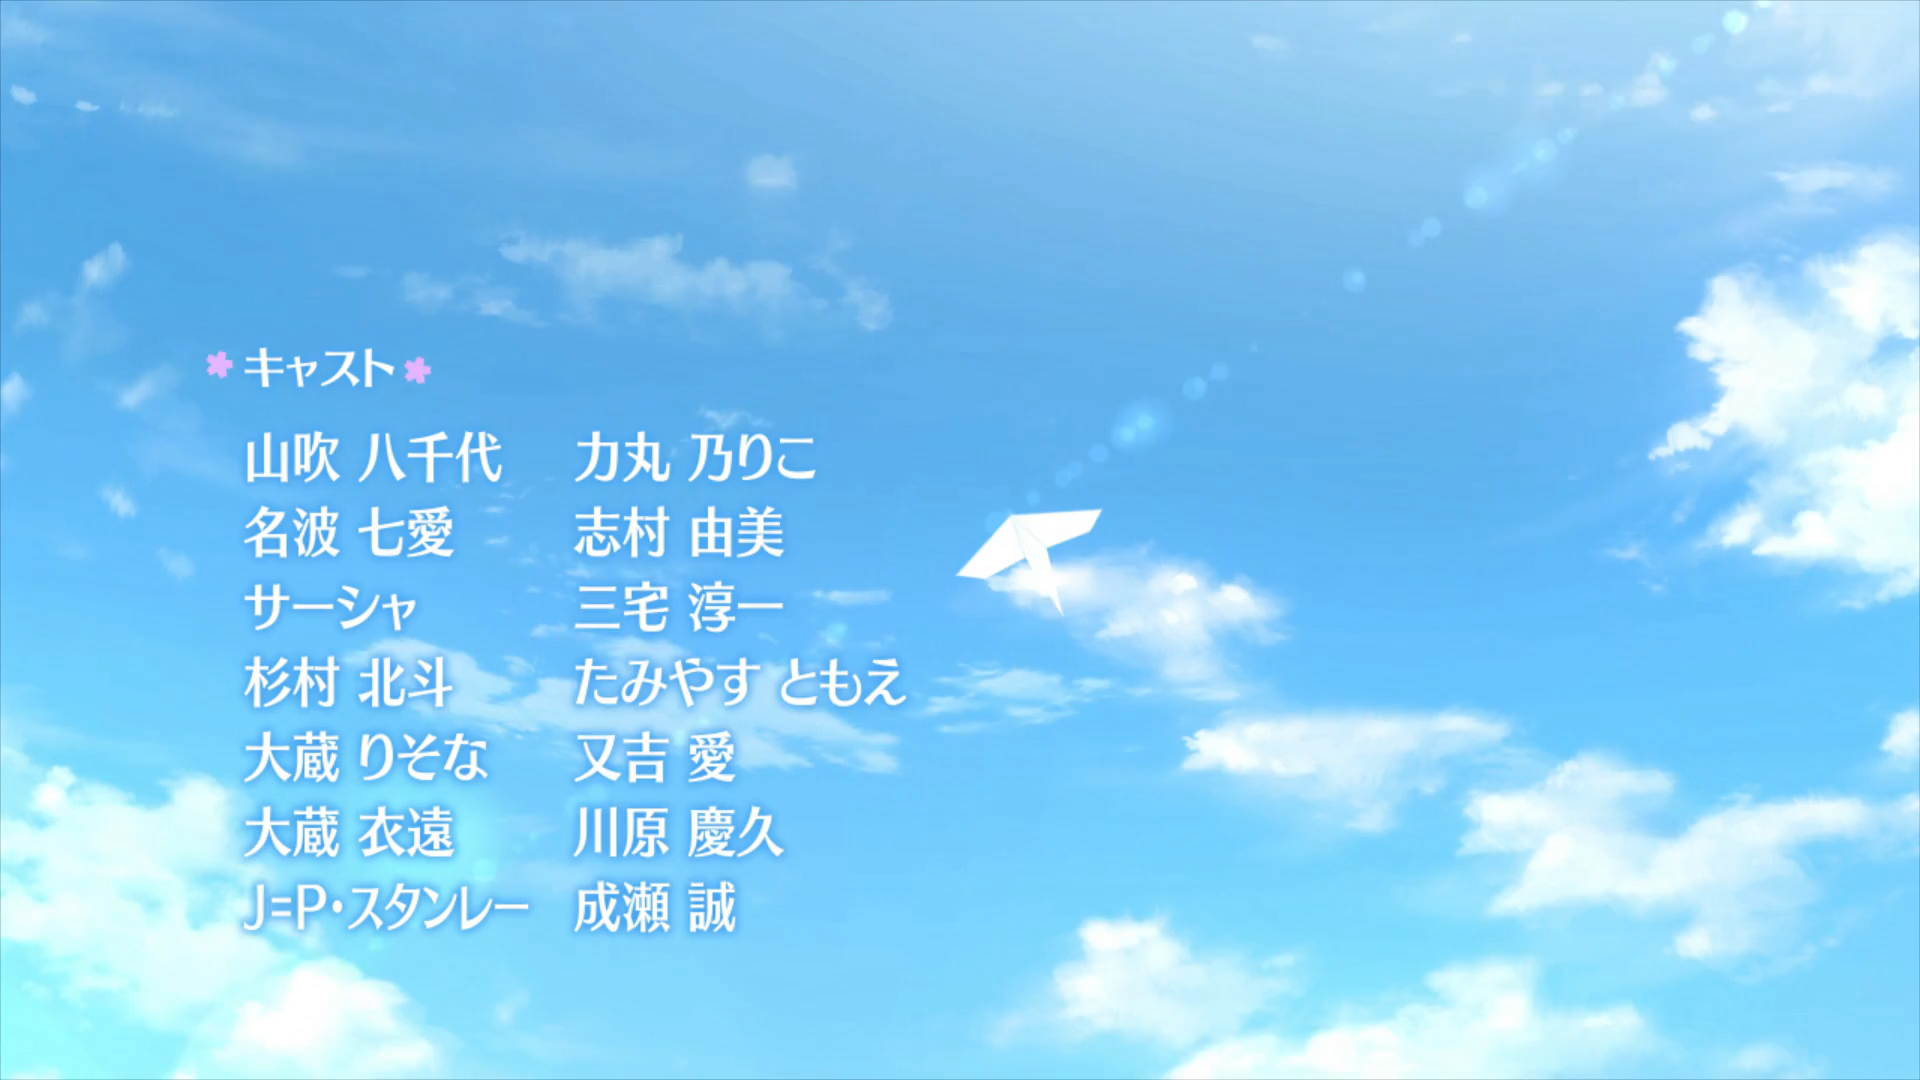 キャスト
山吹 八千代 力丸 乃りこ
名波 七愛 志村 由美
サーシャ 三宅 淳一
杉村 北斗 たみやす ともえ
大蔵 りそな 又吉 愛
大蔵 衣遠 川原 慶久
J=P・スタンレー 成瀬 誠